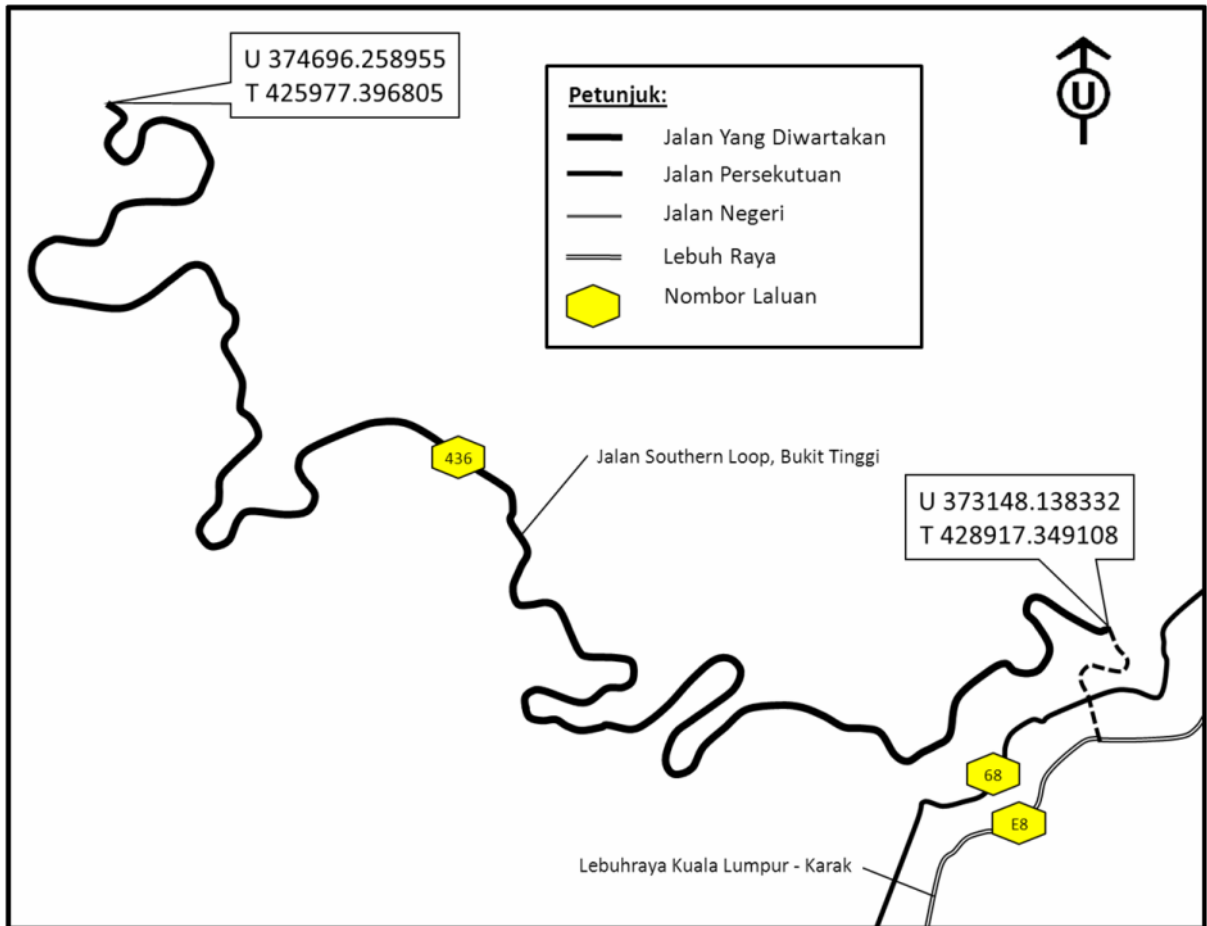 U 374696.258955
T 425977.396805
U
Petunjuk:
Jalan Yang Diwartakan
Jalan Persekutuan
Jalan Negeri
Lebuh Raya
Nombor Laluan
436
Jalan Southern Loop, Bukit Tinggi
U 373148.138332
T 428917.349108
68
E8
Lebuhraya Kuala Lumpur - Karak